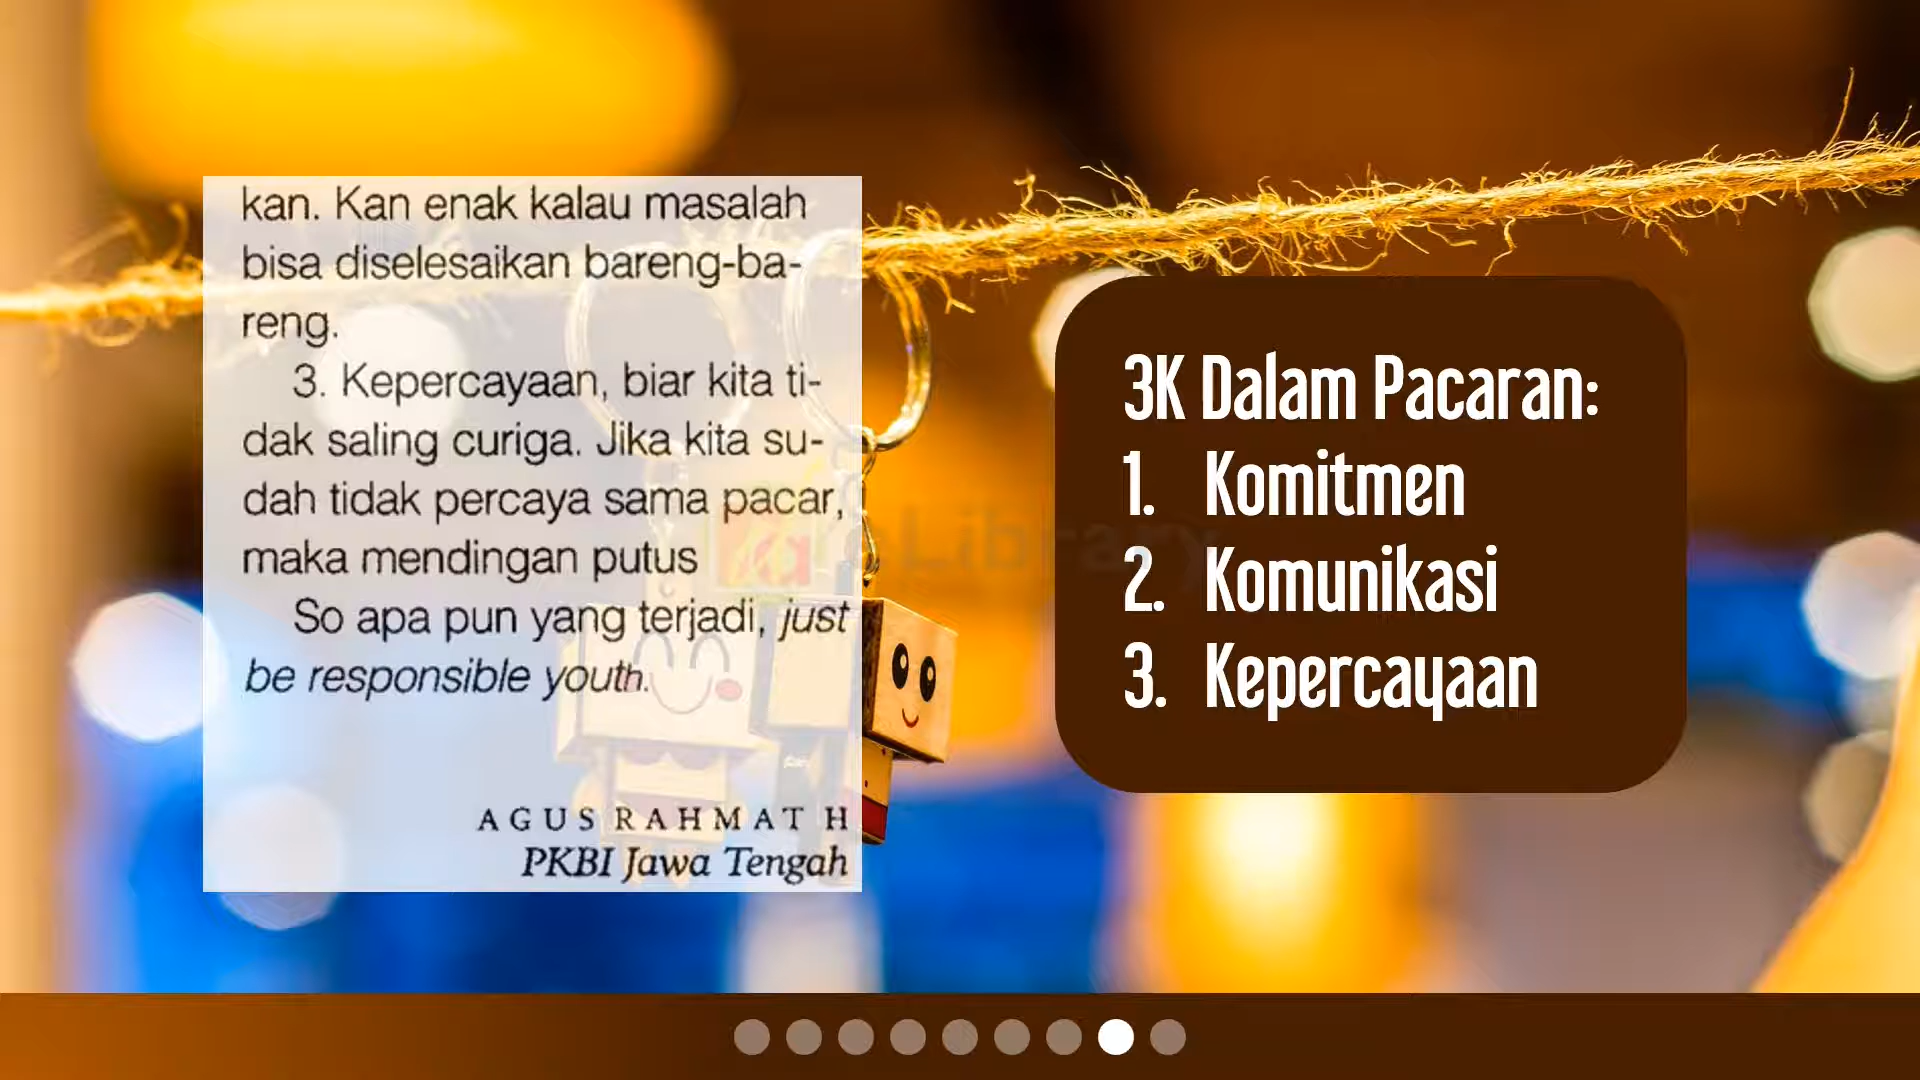 kan. Kan enak kalau masalah
bisa diselesaikan bareng-ba-
reng.
3. Kepercayaan, biar kita ti-
dak saling curiga. Jika kita su-
dah tidak percaya sama pacar,
maka mendingan putus
So apa pun yang terjadi, just
be responsible youth.
AGUS RAHMAT H
PKBI Jawa Tengah
3K Dalam Pacaran:
1. Komitmen
2. Komunikasi
3. Kepercayaan